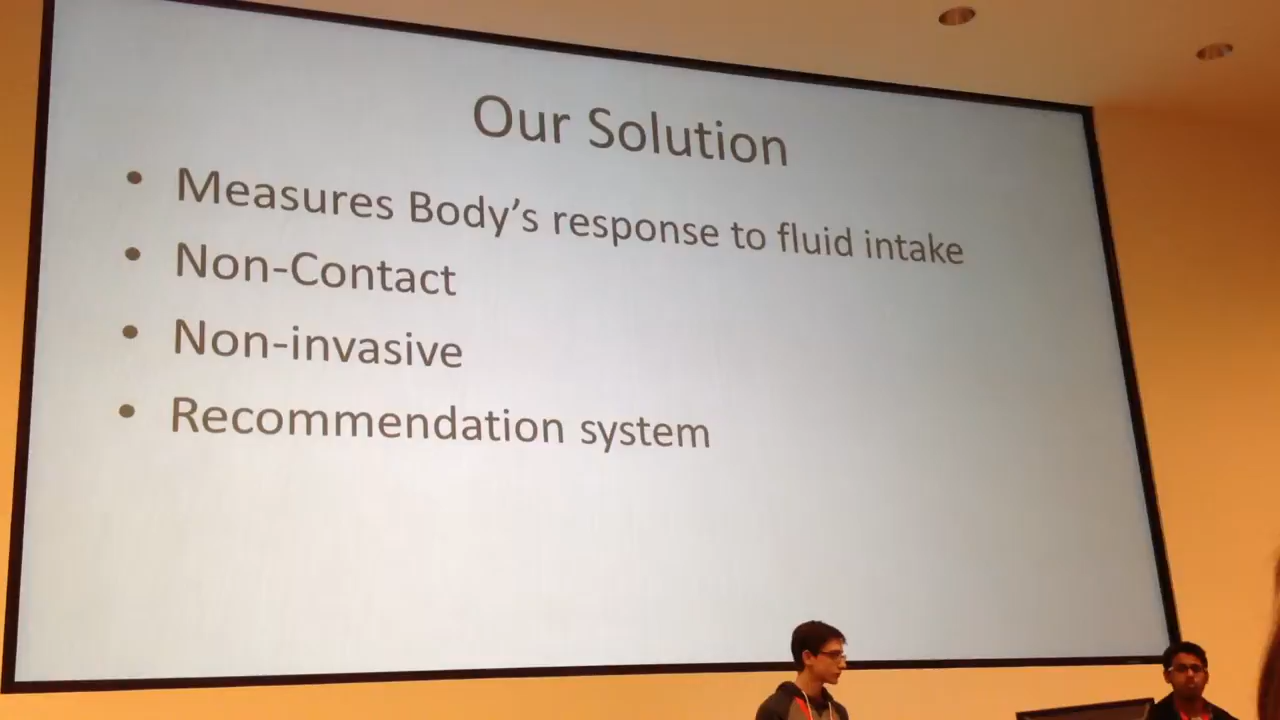 Our Solution
• Measures Body's response to fluid intake
• Non-Contact
• Non-invasive
• Recommendation system